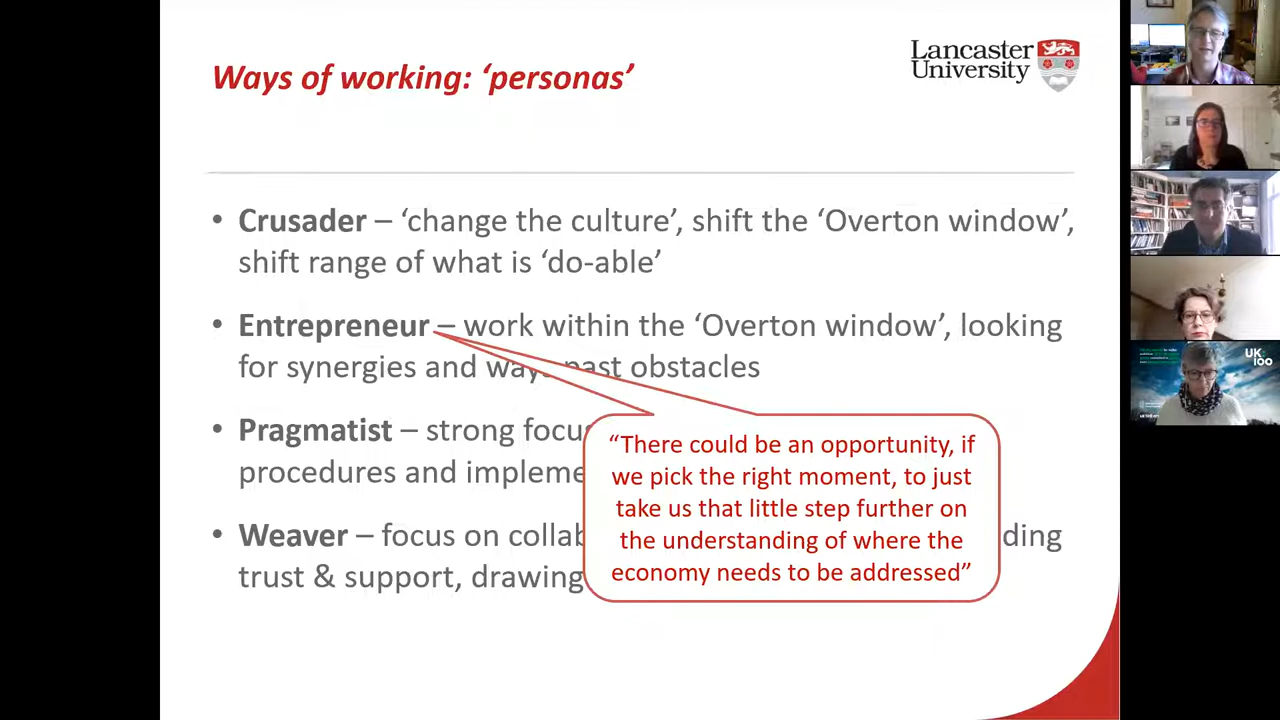 Ways of working: ‘personas’
Lancaster
University
• Crusader – ‘change the culture’, shift the ‘Overton window’,
shift range of what is ‘do-able’
• Entrepreneur – work within the ‘Overton window’, looking
for synergies and ways past obstacles
• Pragmatist – strong focus
procedures and impleme
• Weaver – focus on collab ding
trust & support, drawing
“There could be an opportunity, if
we pick the right moment, to just
take us that little step further on
the understanding of where the
economy needs to be addressed”
UK
100